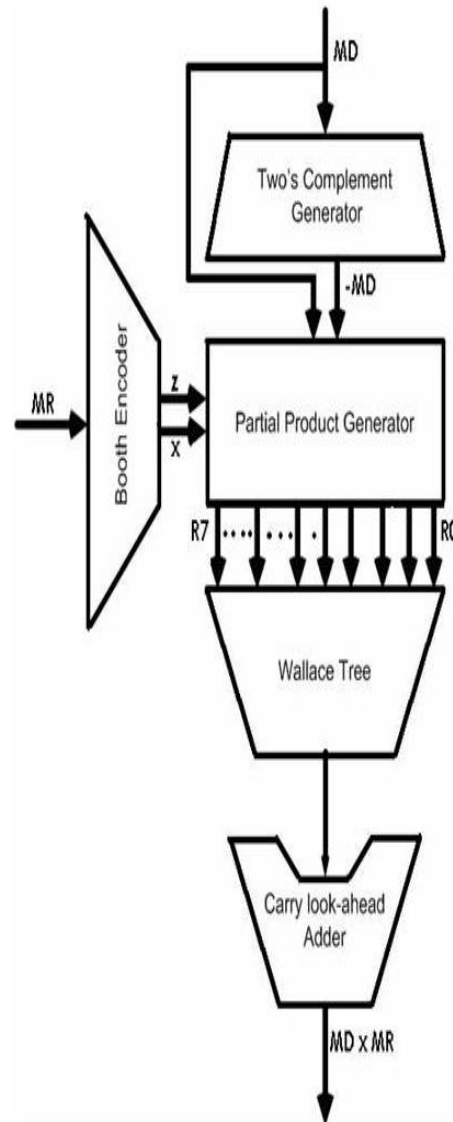 MD
Two's Complement
Generator
-MD
Booth Encoder
MR
z
x
Partial Product Generator
R7
R0
Wallace Tree
Carry look-ahead
Adder
MD x MR